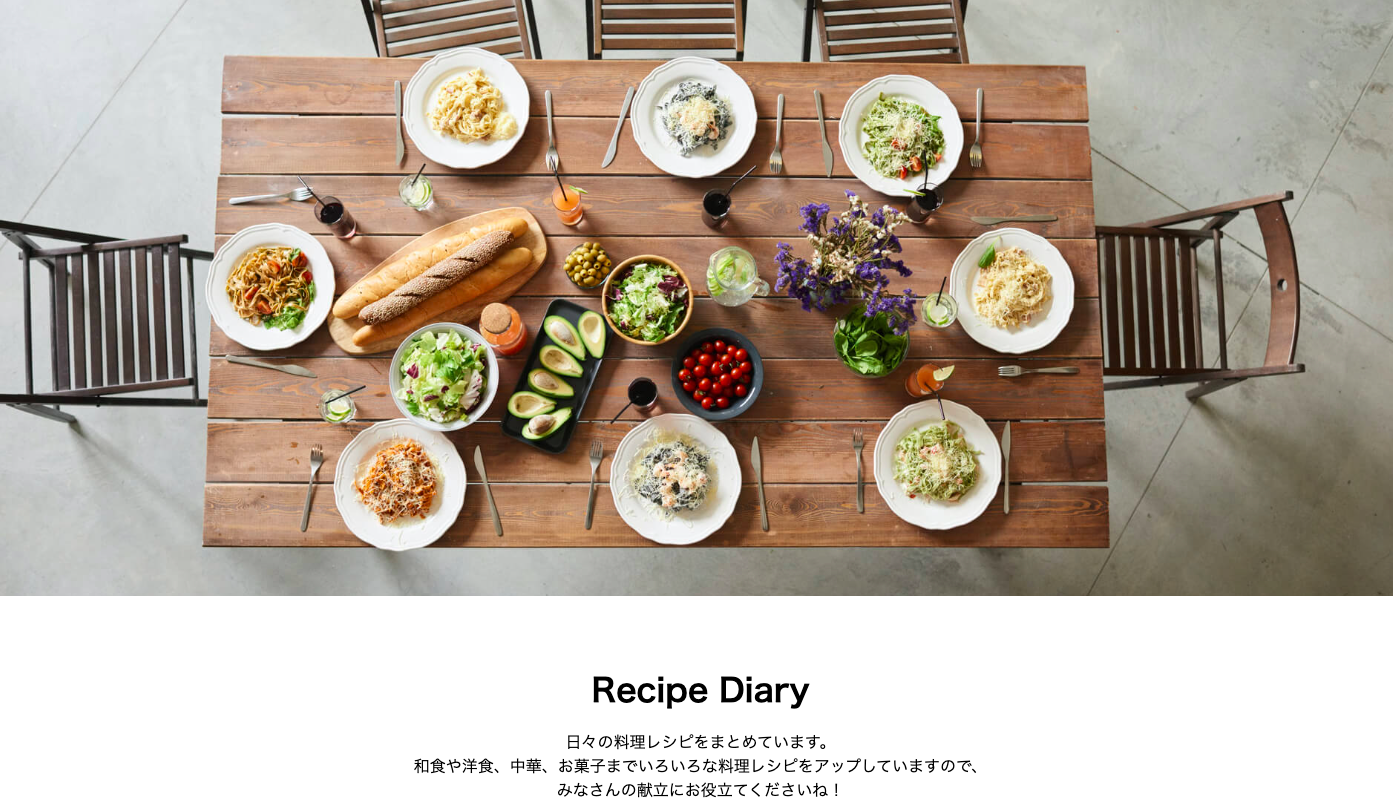 Recipe Diary
日々の料理レシピをまとめています。
和食や洋食、中華、お菓子までいろいろな料理レシピをアップしていますので、
みなさんの献立にお役立てくださいね！